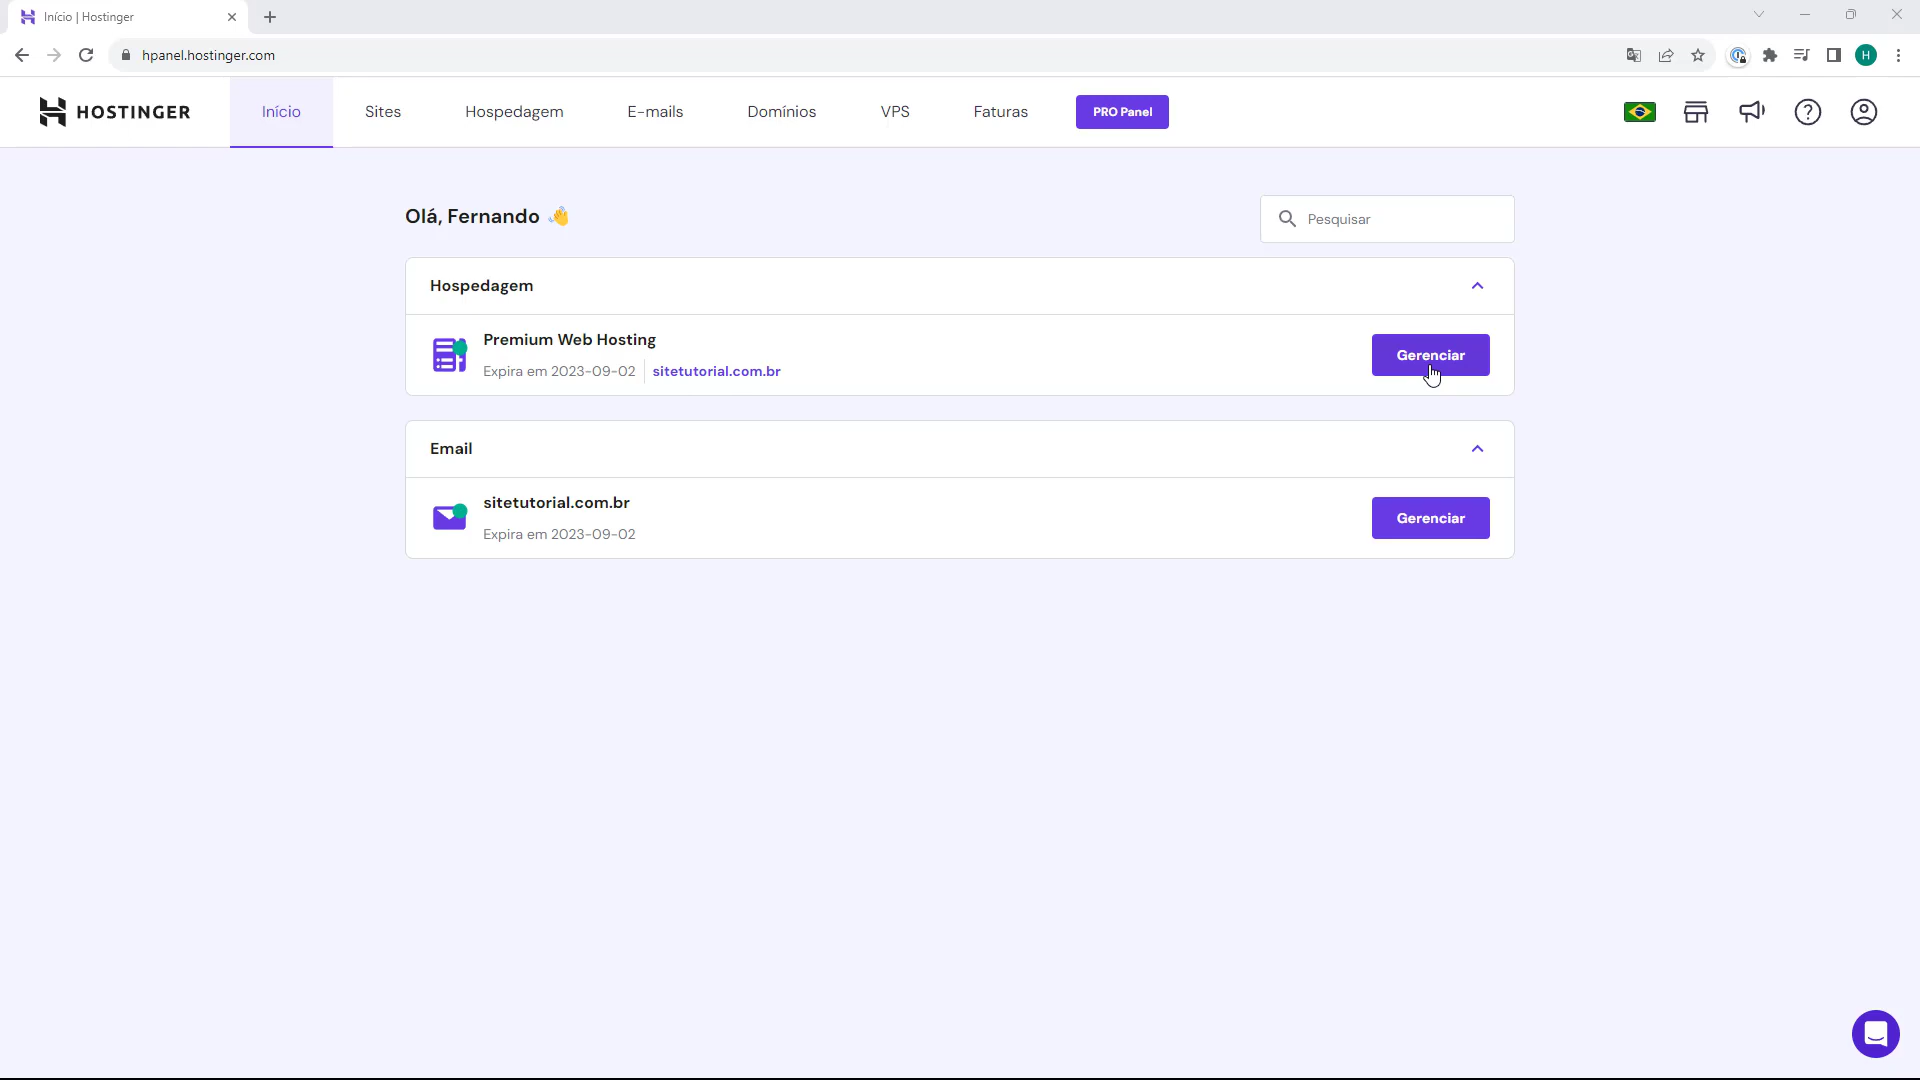 Início | Hostinger
hpanel.hostinger.com
H
HOSTINGER
Início
Sites
Hospedagem
E-mails
Domínios
VPS
Faturas
PRO Panel
Olá, Fernando 👋
Pesquisar
Hospedagem
Premium Web Hosting
Expira em 2023-09-02
sitetutorial.com.br
Gerenciar
Email
sitetutorial.com.br
Expira em 2023-09-02
Gerenciar